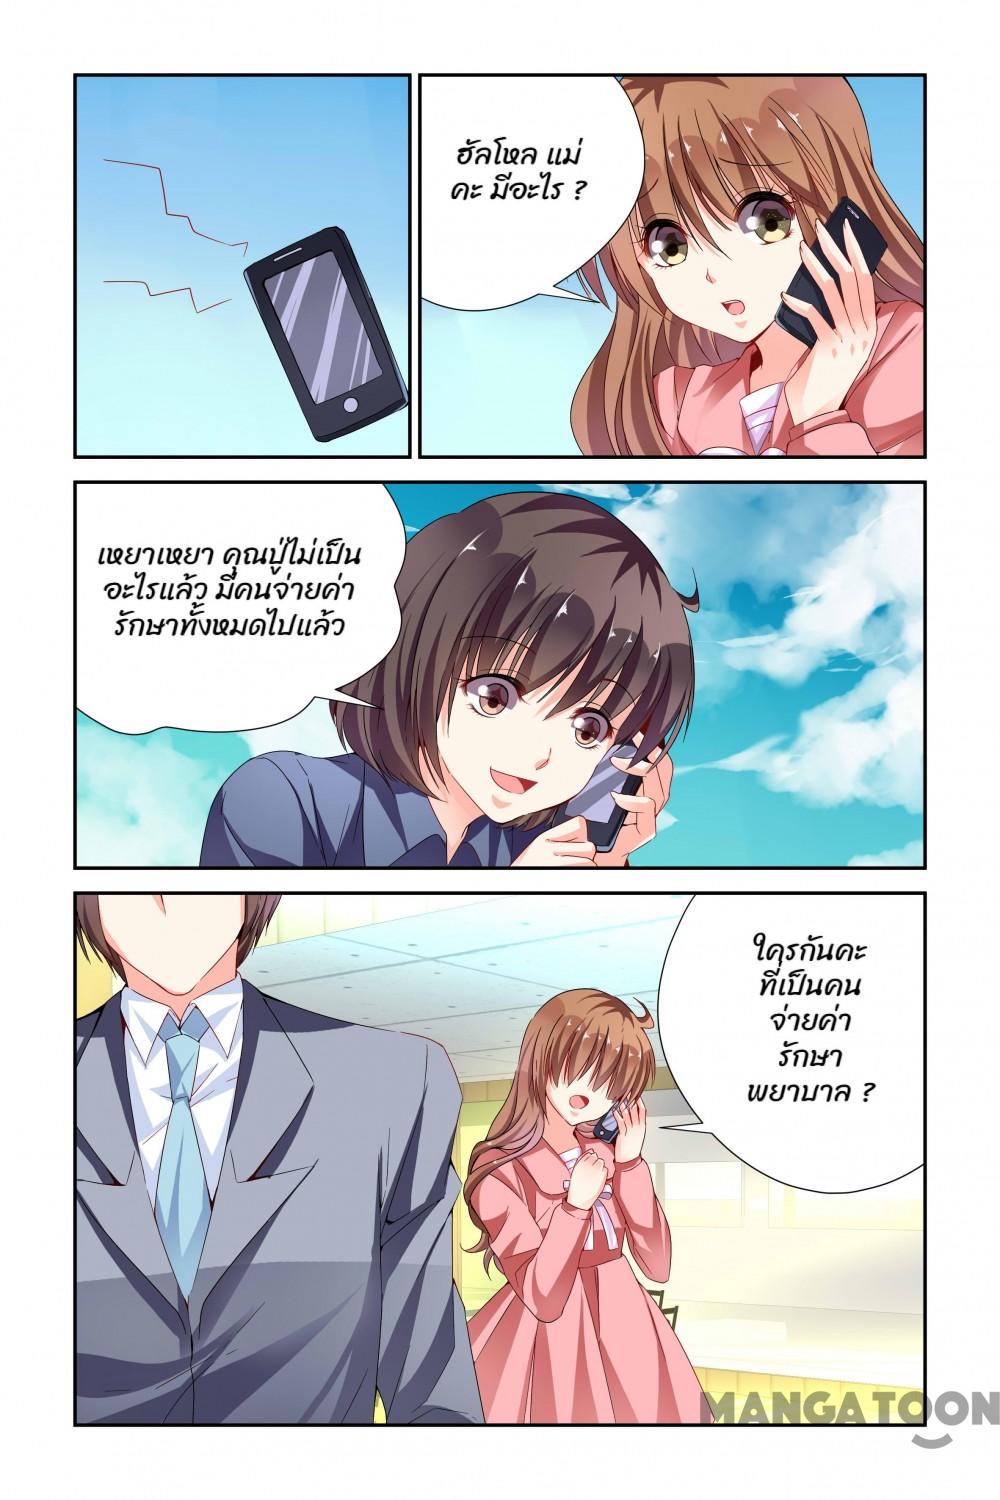 ฮัลโหล แม่
คะ มีอะไร ?
เหยาเหยา คุณปู่ไม่เป็น
อะไรแล้ว มีคนจ่ายค่า
รักษาทั้งหมดไปแล้ว
ใครกันคะ
ที่เป็นคน
จ่ายค่า
รักษา
พยาบาล ?
MANGATOON